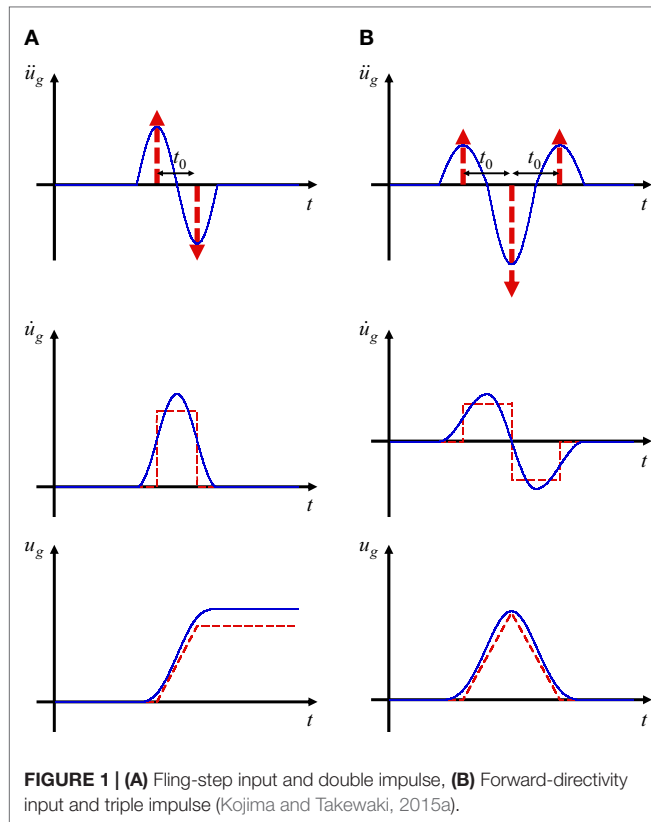 A
B
ü_g
ü_g
t_0
t_0
t_0
t
t
u̇_g
u̇_g
t
t
u_g
u_g
t
t
FIGURE 1 | (A) Fling-step input and double impulse, (B) Forward-directivity
input and triple impulse (Kojima and Takewaki, 2015a).